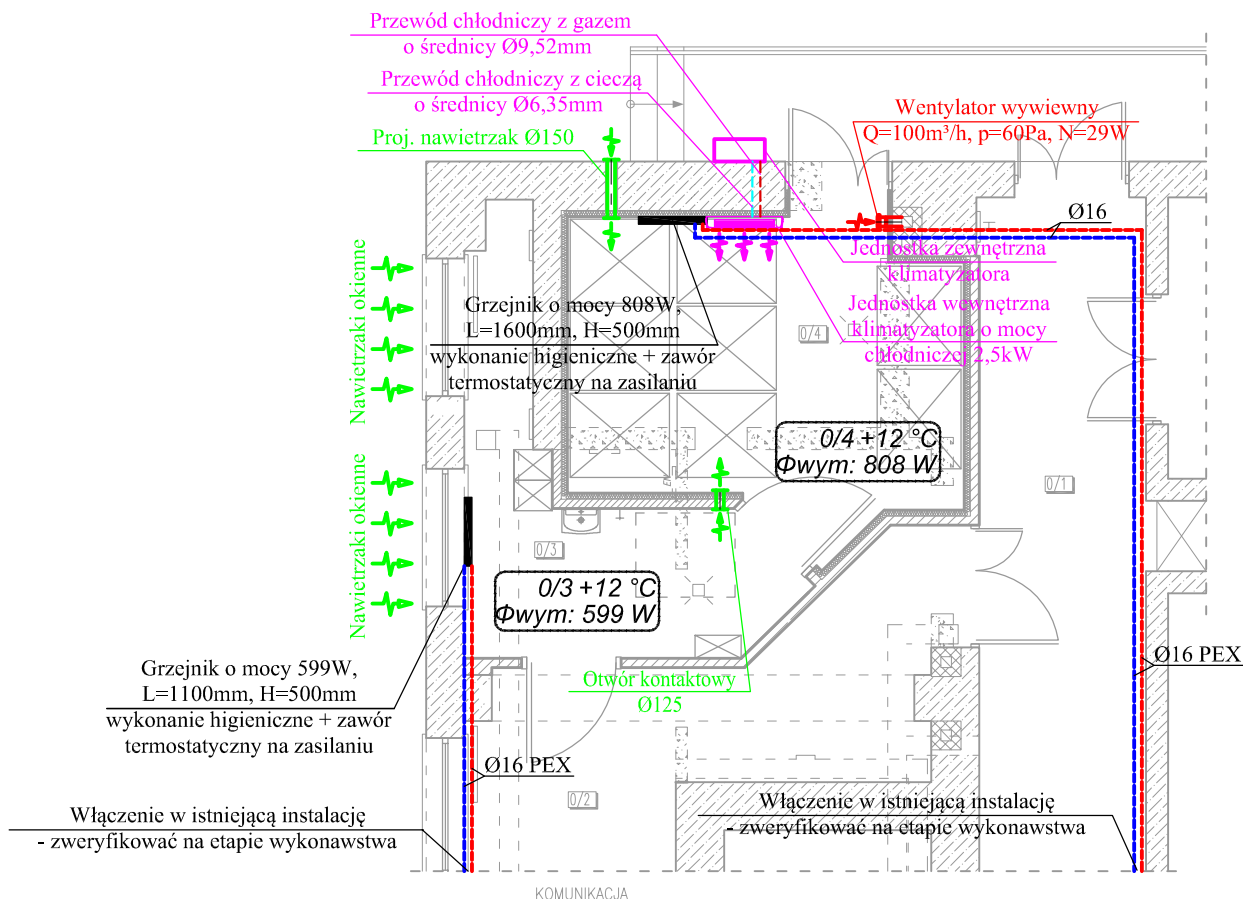 Przewód chłodniczy z gazem
o średnicy Ø9,52mm
Przewód chłodniczy z cieczą
o średnicy Ø6,35mm
Proj. nawietrzak Ø150
Wentylator wywiewny
Q=100m³/h, p=60Pa, N=29W
Ø16
Jednostka zewnętrzna
klimatyzatora
Jednostka wewnętrzna
klimatyzatora o mocy
chłodniczej 2,5kW
Nawietrzaki okienne
Grzejnik o mocy 808W,
L=1600mm, H=500mm
wykonanie higieniczne + zawór
termostatyczny na zasilaniu
0/4
0/4 +12 °C
Φwym: 808 W
0/1
Nawietrzaki okienne
0/3
0/3 +12 °C
Φwym: 599 W
Grzejnik o mocy 599W,
L=1100mm, H=500mm
wykonanie higieniczne + zawór
termostatyczny na zasilaniu
Otwór kontaktowy
Ø125
Ø16 PEX
Ø16 PEX
0/2
Włączenie w istniejącą instalację
- zweryfikować na etapie wykonawstwa
Włączenie w istniejącą instalację
- zweryfikować na etapie wykonawstwa
KOMUNIKACJA